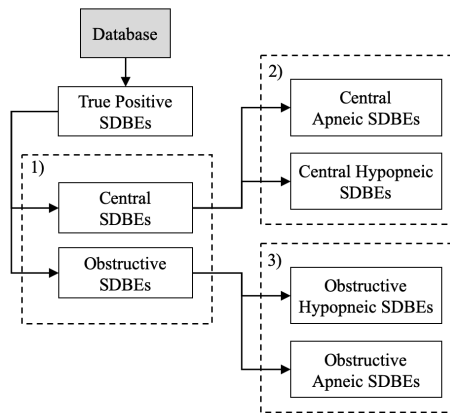 Database
True Positive
SDBEs
1)
Central
SDBEs
Obstructive
SDBEs
2)
Central
Apneic SDBEs
Central Hypopneic
SDBEs
3)
Obstructive
Hypopneic SDBEs
Obstructive
Apneic SDBEs